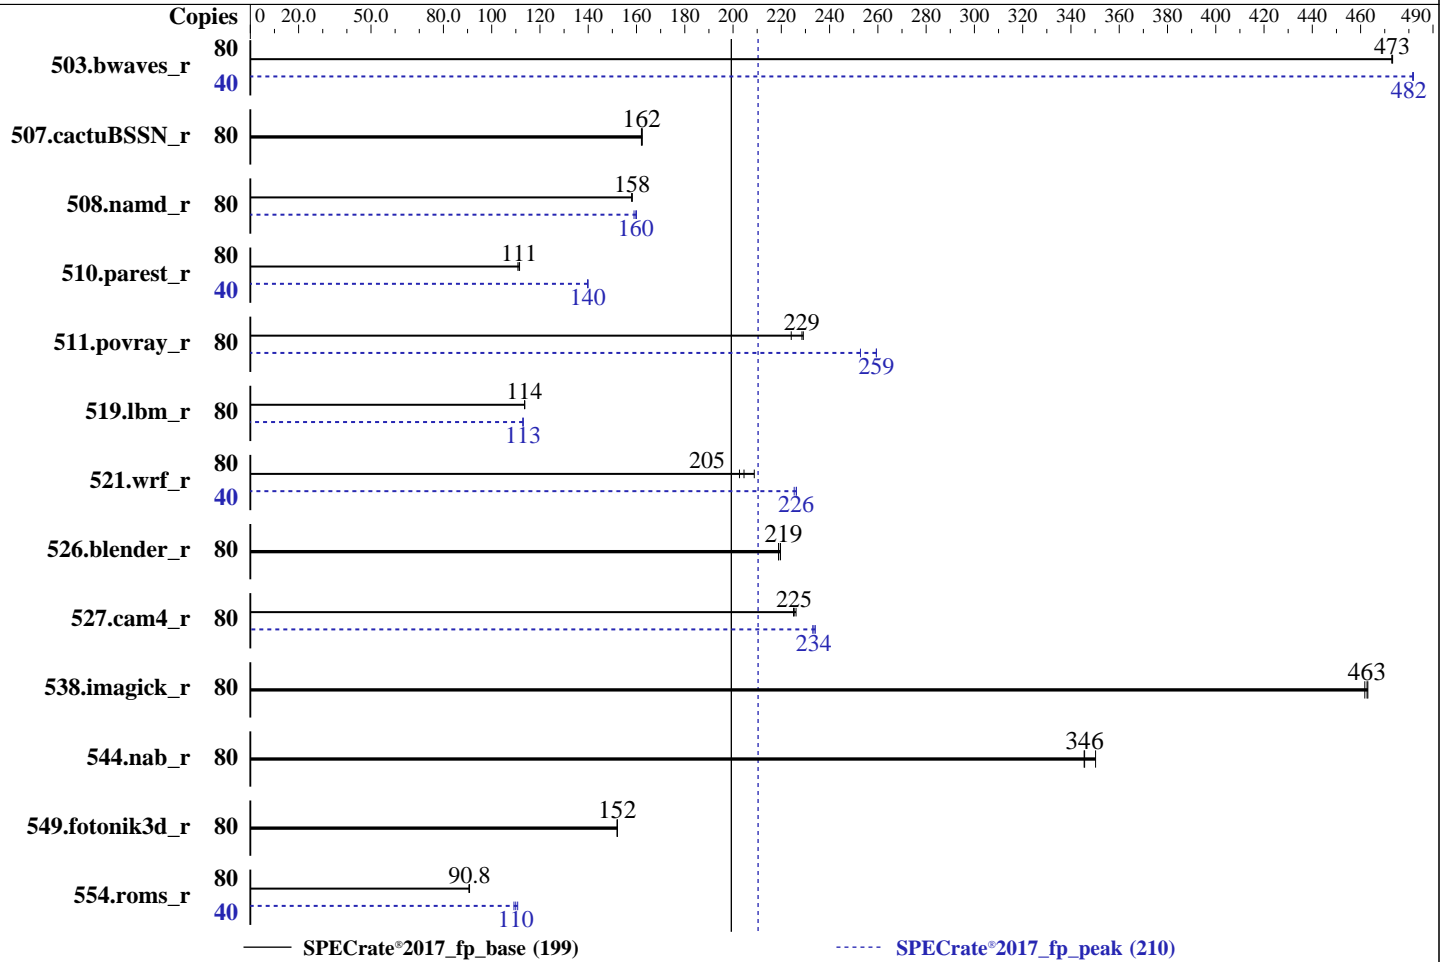 Copies 0 20.0 50.0 80.0 100 120 140 160 180 200 220 240 260 280 300 320 340 360 380 400 420 440 460 490
503.bwaves_r 80 473
40 482
507.cactuBSSN_r 80 162
508.namd_r 80 158
160
510.parest_r 80 111
40 140
511.povray_r 80 229
259
519.lbm_r 80 114
113
521.wrf_r 80 205
40 226
526.blender_r 80 219
527.cam4_r 80 225
234
538.imagick_r 80 463
544.nab_r 80 346
549.fotonik3d_r 80 152
554.roms_r 80 90.8
40 110
SPECrate®2017_fp_base (199) SPECrate®2017_fp_peak (210)